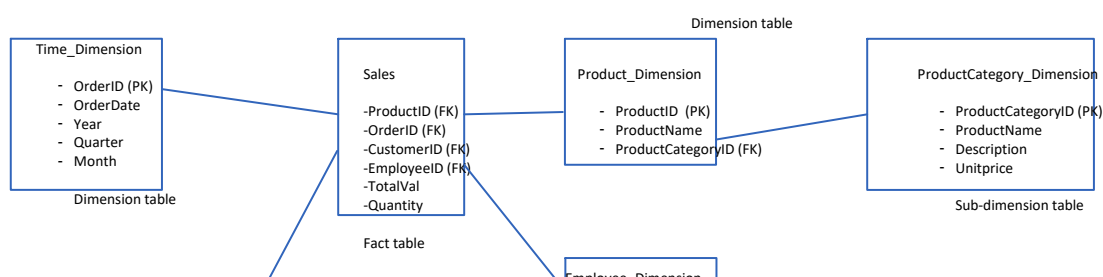 Dimension table
Time_Dimension
- OrderID (PK)
- OrderDate
- Year
- Quarter
- Month
Dimension table
Sales
-ProductID (FK)
-OrderID (FK)
-CustomerID (FK)
-EmployeeID (FK)
-TotalVal
-Quantity
Fact table
Product_Dimension
- ProductID (PK)
- ProductName
- ProductCategoryID (FK)
ProductCategory_Dimension
- ProductCategoryID (PK)
- ProductName
- Description
- Unitprice
Sub-dimension table
Employee_Dimension